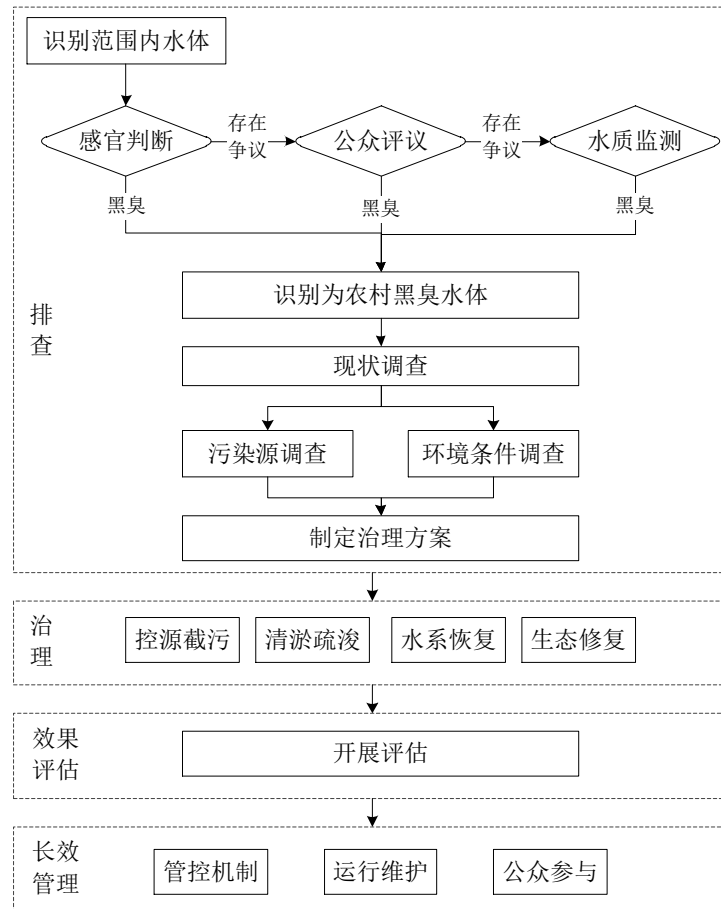 识别范围内水体
感官判断
存在
争议
公众评议
存在
争议
水质监测
黑臭
黑臭
黑臭
识别为农村黑臭水体
排
查
现状调查
污染源调查
环境条件调查
制定治理方案
治
理
控源截污
清淤疏浚
水系恢复
生态修复
效果
评估
开展评估
长效
管理
管控机制
运行维护
公众参与